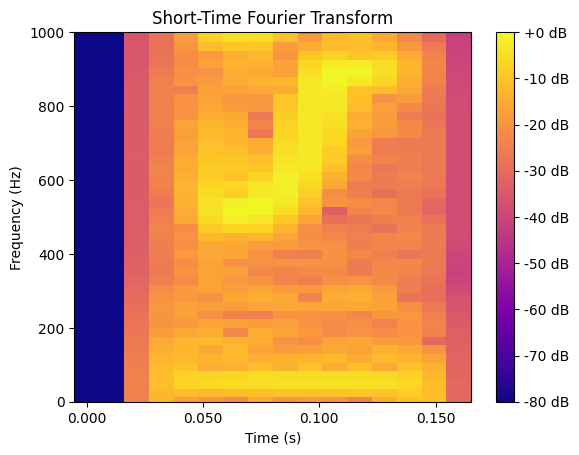 Short-Time Fourier Transform
1000
800
600
400
200
0
Frequency (Hz)
0.000
0.050
0.100
0.150
Time (s)
+0 dB
-10 dB
-20 dB
-30 dB
-40 dB
-50 dB
-60 dB
-70 dB
-80 dB